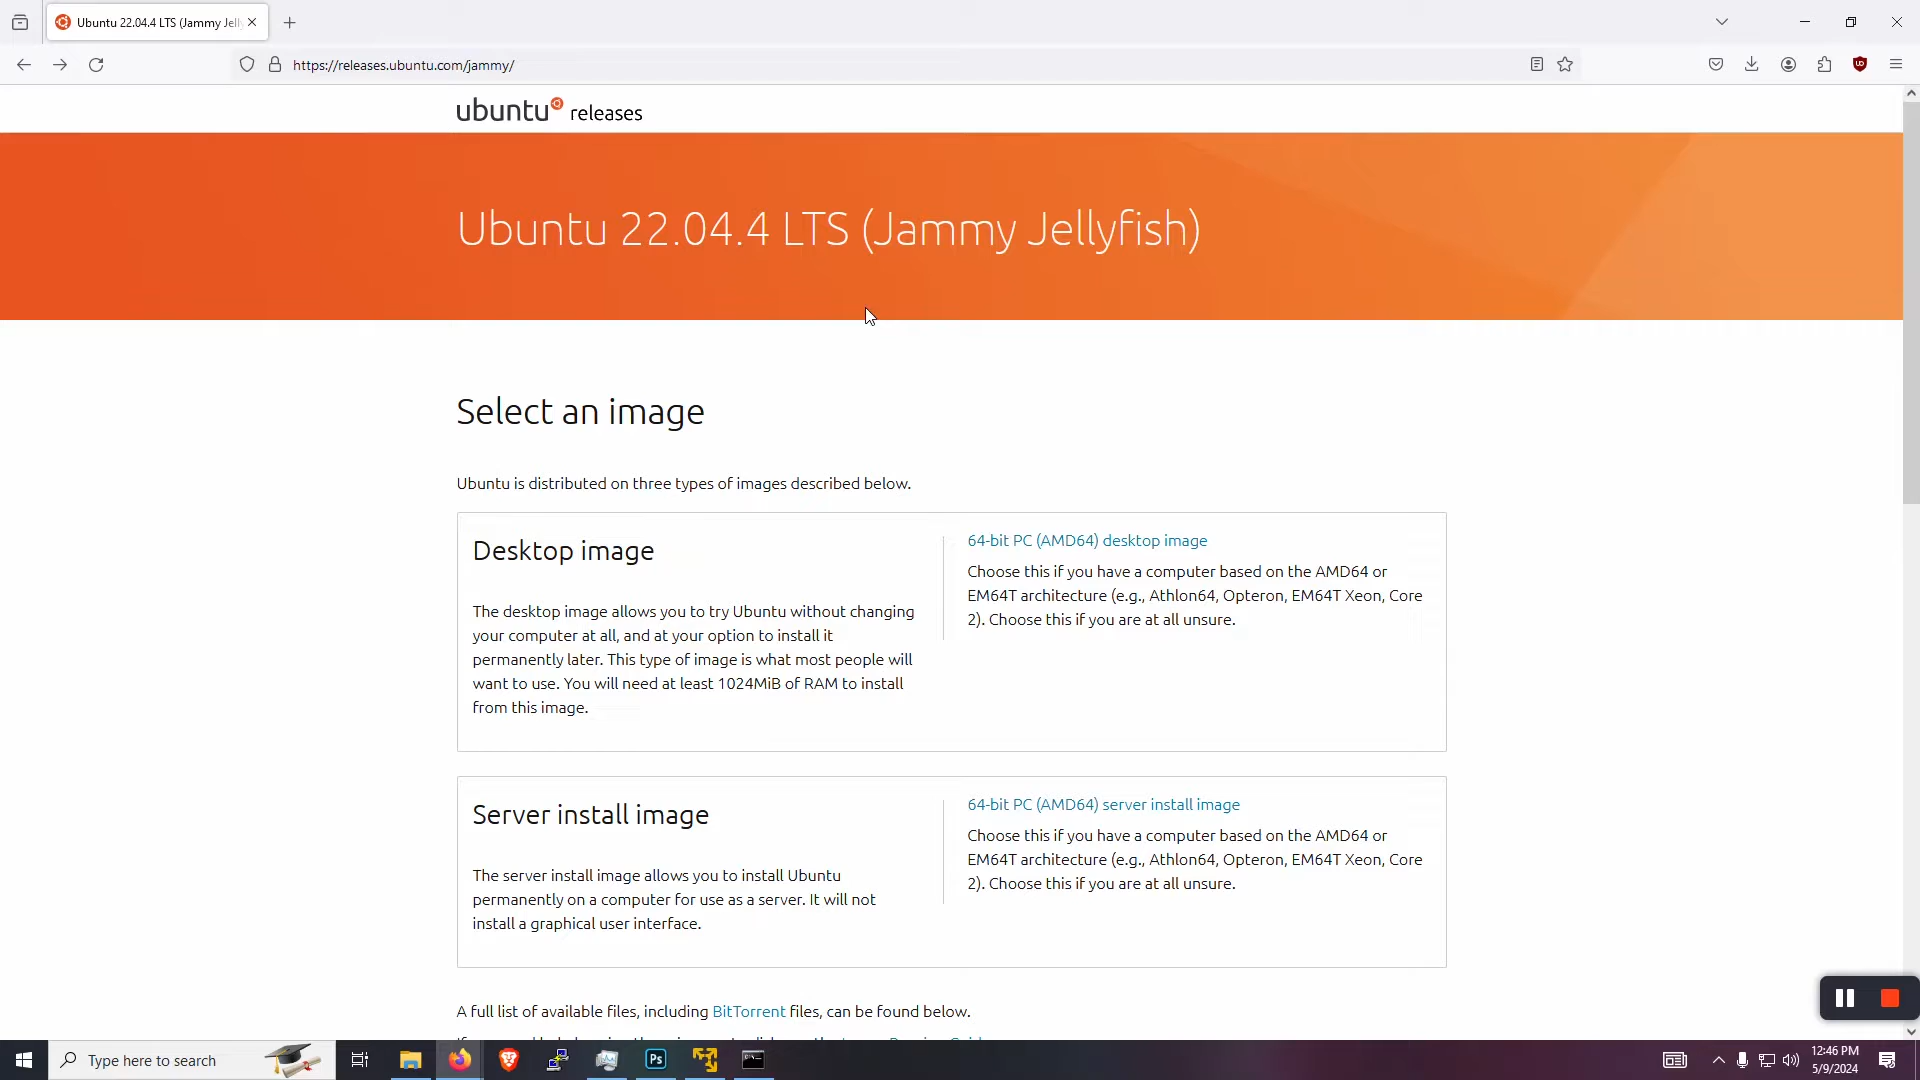 Ubuntu 22.04.4 LTS (Jammy Jell
https://releases.ubuntu.com/jammy/
ubuntu releases
Ubuntu 22.04.4 LTS (Jammy Jellyfish)
Select an image
Ubuntu is distributed on three types of images described below.
Desktop image
The desktop image allows you to try Ubuntu without changing
your computer at all, and at your option to install it
permanently later. This type of image is what most people will
want to use. You will need at least 1024MiB of RAM to install
from this image.
64-bit PC (AMD64) desktop image
Choose this if you have a computer based on the AMD64 or
EM64T architecture (e.g., Athlon64, Opteron, EM64T Xeon, Core
2). Choose this if you are at all unsure.
Server install image
The server install image allows you to install Ubuntu
permanently on a computer for use as a server. It will not
install a graphical user interface.
64-bit PC (AMD64) server install image
Choose this if you have a computer based on the AMD64 or
EM64T architecture (e.g., Athlon64, Opteron, EM64T Xeon, Core
2). Choose this if you are at all unsure.
A full list of available files, including BitTorrent files, can be found below.
Type here to search
Ps
12:46 PM
5/9/2024